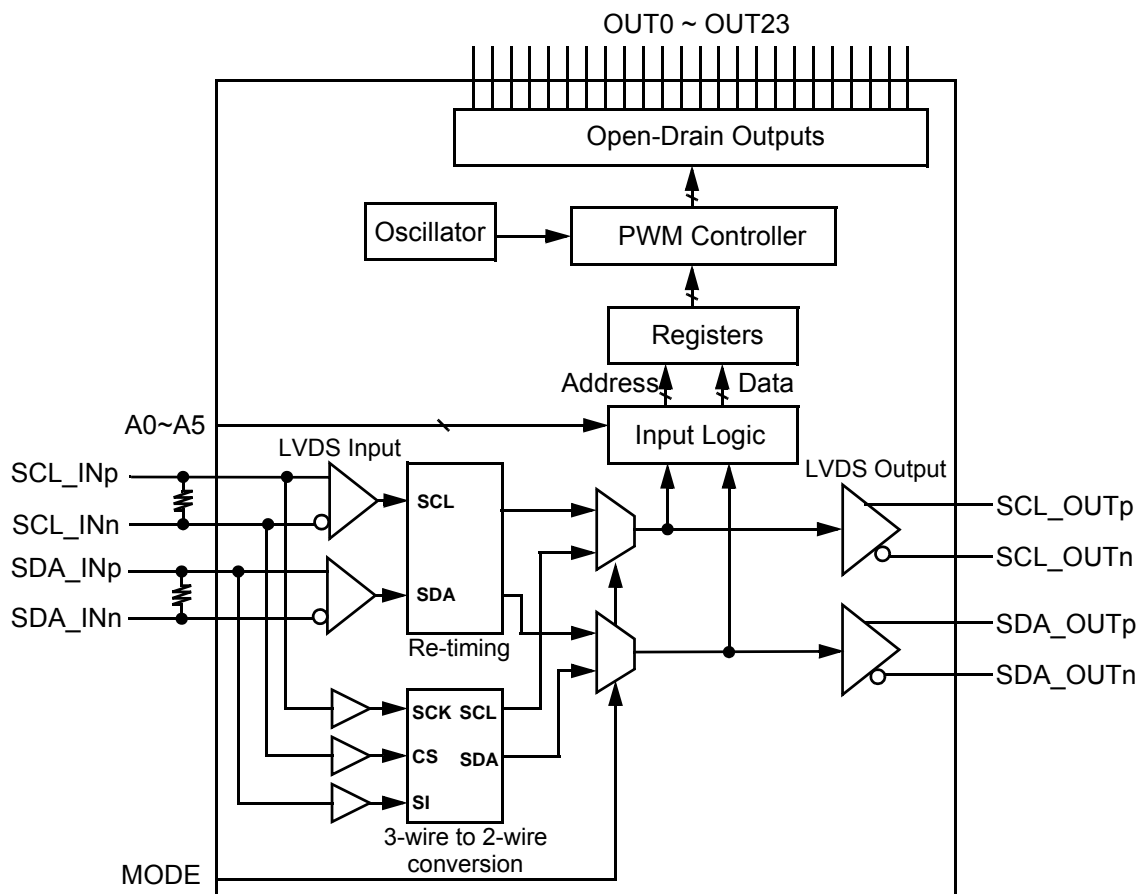 OUT0 ~ OUT23
Open-Drain Outputs
Oscillator
PWM Controller
Registers
Address
Data
A0~A5
Input Logic
LVDS Input
LVDS Output
SCL_INp
SCL_INn
SDA_INp
SDA_INn
SCL
SDA
Re-timing
SCL_OUTp
SCL_OUTn
SDA_OUTp
SDA_OUTn
SCK SCL
CS SDA
SI
3-wire to 2-wire
conversion
MODE